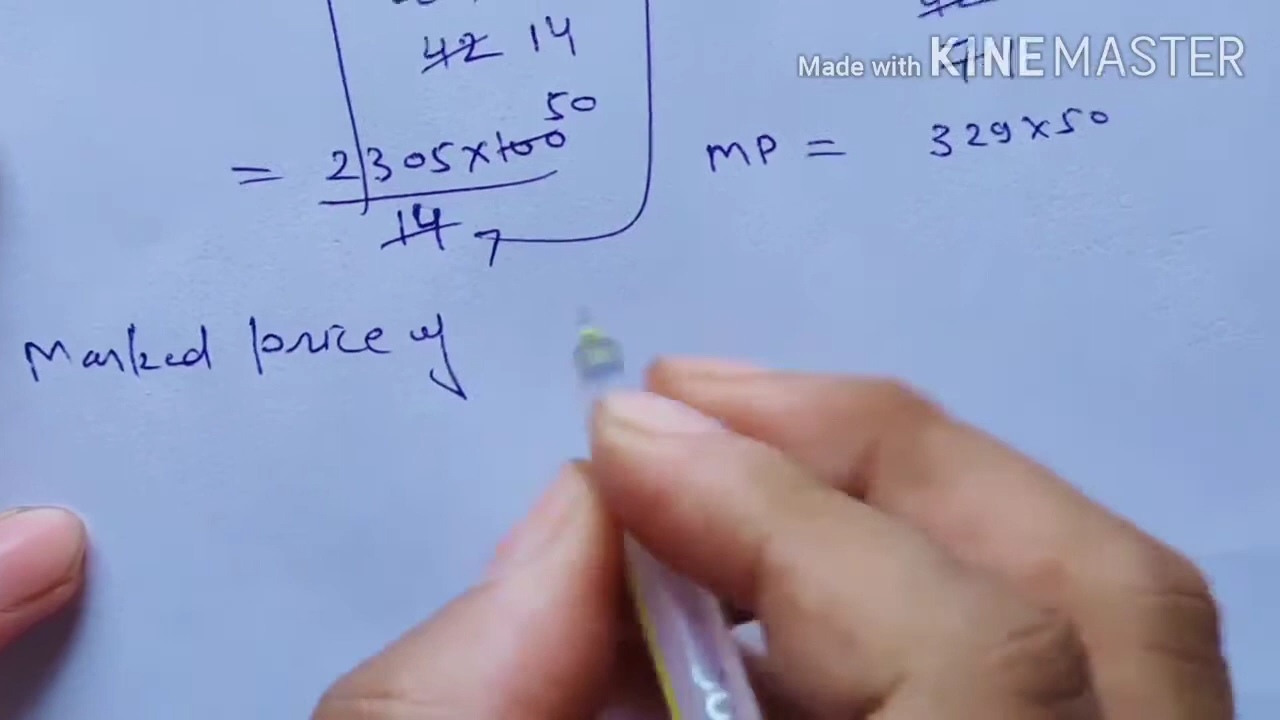 42 14
50
= 2305×100
14 7
MP = 329×50
Marked price of
Made with KINEMASTER